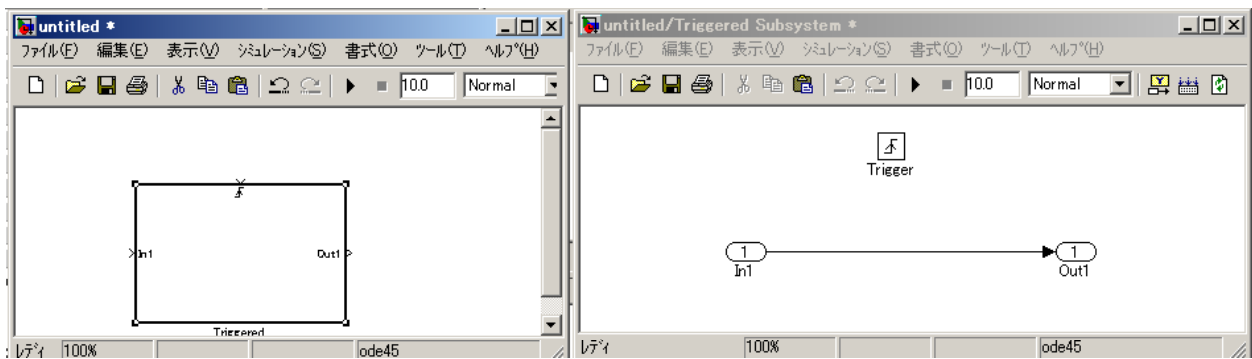 untitled *
ファイル(F) 編集(E) 表示(V) シミュレーション(S) 書式(O) ツール(T) ヘルプ(H)
10.0 Normal
In1 Out1
Triggered
レディ 100% ode45
untitled/Triggered Subsystem *
ファイル(F) 編集(E) 表示(V) シミュレーション(S) 書式(O) ツール(T) ヘルプ(H)
10.0 Normal
Trigger
1 1
In1 Out1
レディ 100% ode45